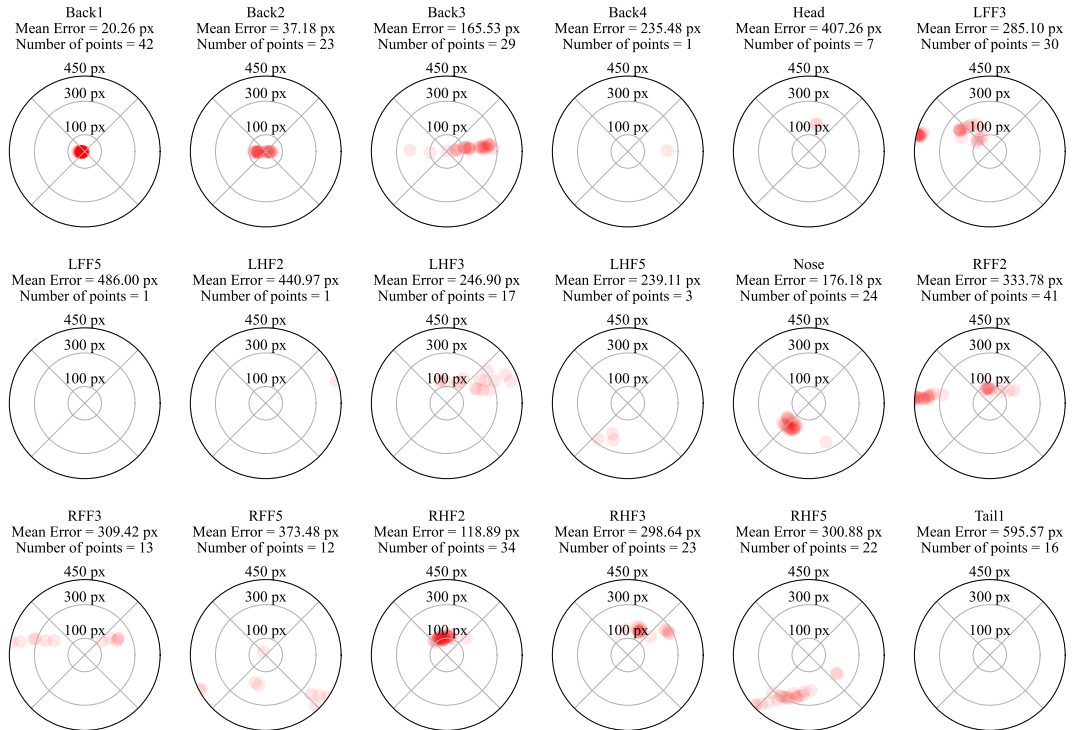 Back1
Mean Error = 20.26 px
Number of points = 42
450 px
300 px
100 px
Back2
Mean Error = 37.18 px
Number of points = 23
450 px
300 px
100 px
Back3
Mean Error = 165.53 px
Number of points = 29
450 px
300 px
100 px
Back4
Mean Error = 235.48 px
Number of points = 1
450 px
300 px
100 px
Head
Mean Error = 407.26 px
Number of points = 7
450 px
300 px
100 px
LFF3
Mean Error = 285.10 px
Number of points = 30
450 px
300 px
100 px
LFF5
Mean Error = 486.00 px
Number of points = 1
450 px
300 px
100 px
LHF2
Mean Error = 440.97 px
Number of points = 1
450 px
300 px
100 px
LHF3
Mean Error = 246.90 px
Number of points = 17
450 px
300 px
100 px
LHF5
Mean Error = 239.11 px
Number of points = 3
450 px
300 px
100 px
Nose
Mean Error = 176.18 px
Number of points = 24
450 px
300 px
100 px
RFF2
Mean Error = 333.78 px
Number of points = 41
450 px
300 px
100 px
RFF3
Mean Error = 309.42 px
Number of points = 13
450 px
300 px
100 px
RFF5
Mean Error = 373.48 px
Number of points = 12
450 px
300 px
100 px
RHF2
Mean Error = 118.89 px
Number of points = 34
450 px
300 px
100 px
RHF3
Mean Error = 298.64 px
Number of points = 23
450 px
300 px
100 px
RHF5
Mean Error = 300.88 px
Number of points = 22
450 px
300 px
100 px
Tail1
Mean Error = 595.57 px
Number of points = 16
450 px
300 px
100 px